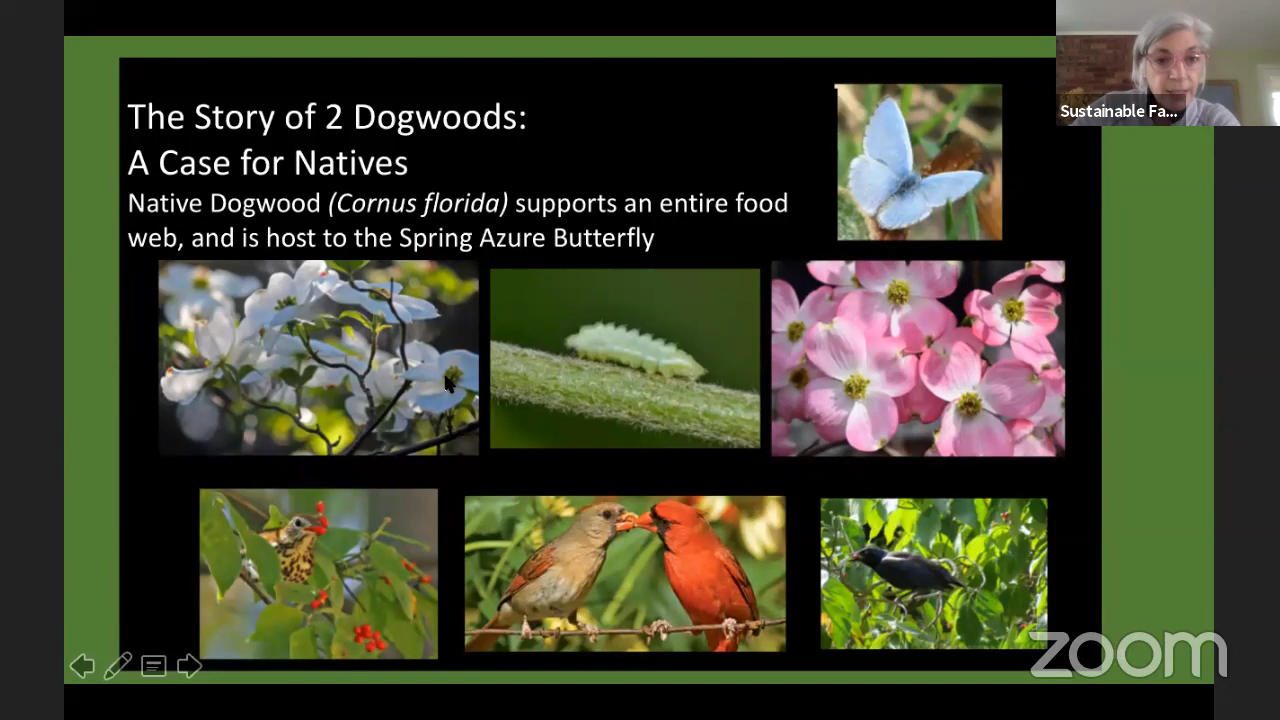 The Story of 2 Dogwoods:
A Case for Natives
Native Dogwood (Cornus florida) supports an entire food
web, and is host to the Spring Azure Butterfly
Sustainable Fa...
zoom